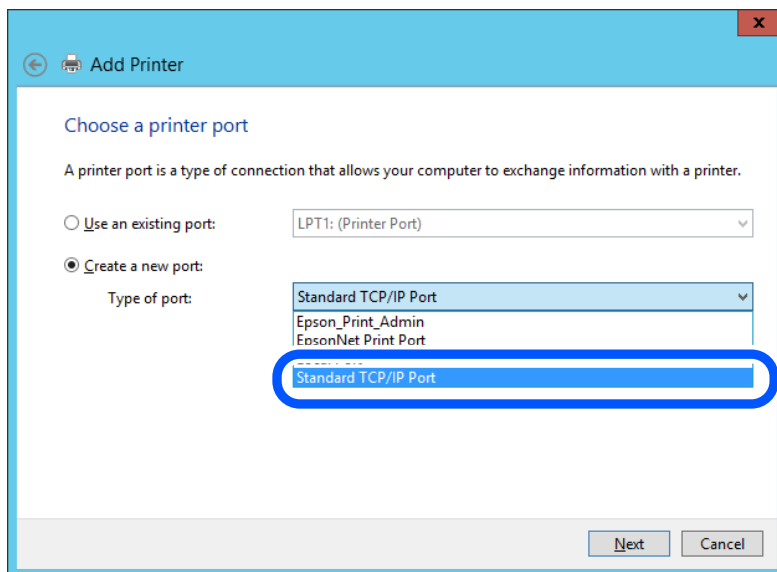 x
Add Printer
Choose a printer port
A printer port is a type of connection that allows your computer to exchange information with a printer.
Use an existing port: LPT1: (Printer Port)
Create a new port:
Type of port: Standard TCP/IP Port
Epson_Print_Admin
EpsonNet Print Port
Standard TCP/IP Port
Next Cancel